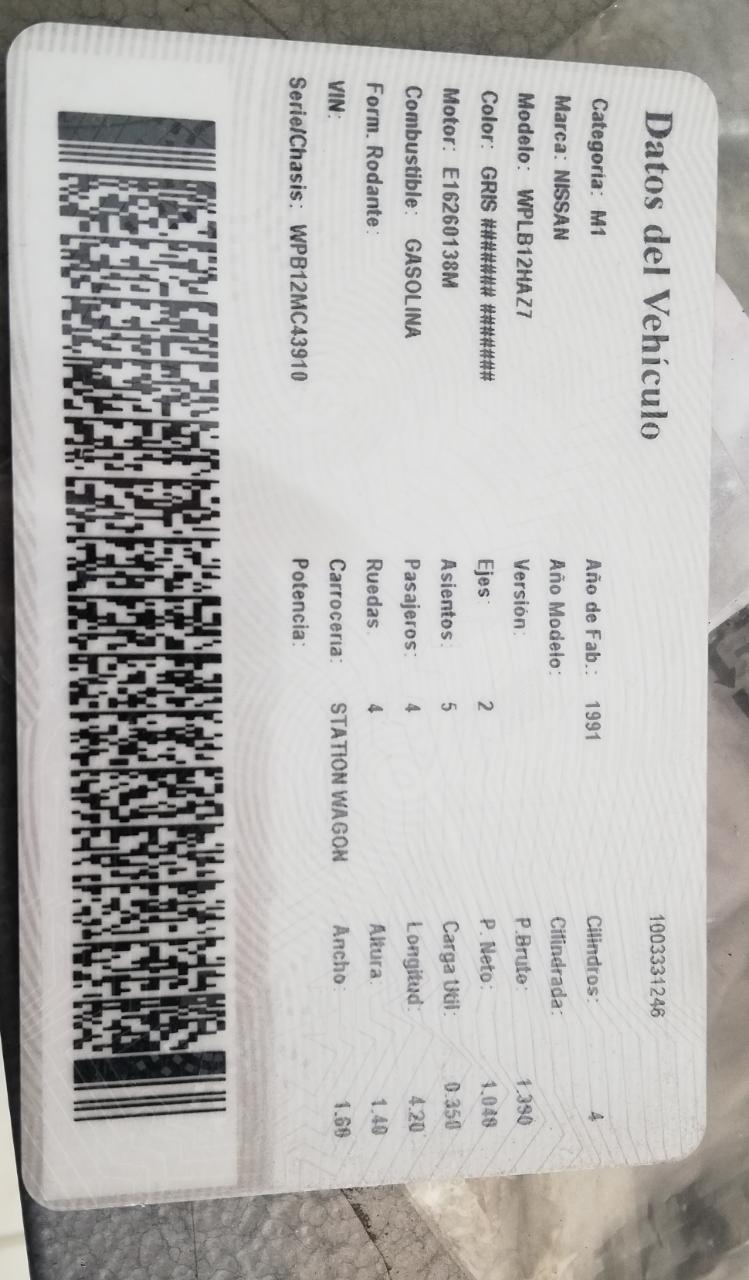 Datos del Vehículo
1003331246
Categoría: M1
Marca: NISSAN
Modelo: WPLB12HAZ7
Color: GRIS ####### #######
Motor: E16260138M
Combustible: GASOLINA
Form. Rodante:
VIN:
Serie/Chasis: WPB12MC43910
Año de Fab.: 1991
Año Modelo:
Versión:
Ejes: 2
Asientos: 5
Pasajeros: 4
Ruedas: 4
Carrocería: STATION WAGON
Potencia:
Cilindros: 4
Cilindrada:
P.Bruto: 1.390
P. Neto: 1.040
Carga Util: 0.350
Longitud: 4.20
Altura: 1.40
Ancho: 1.60